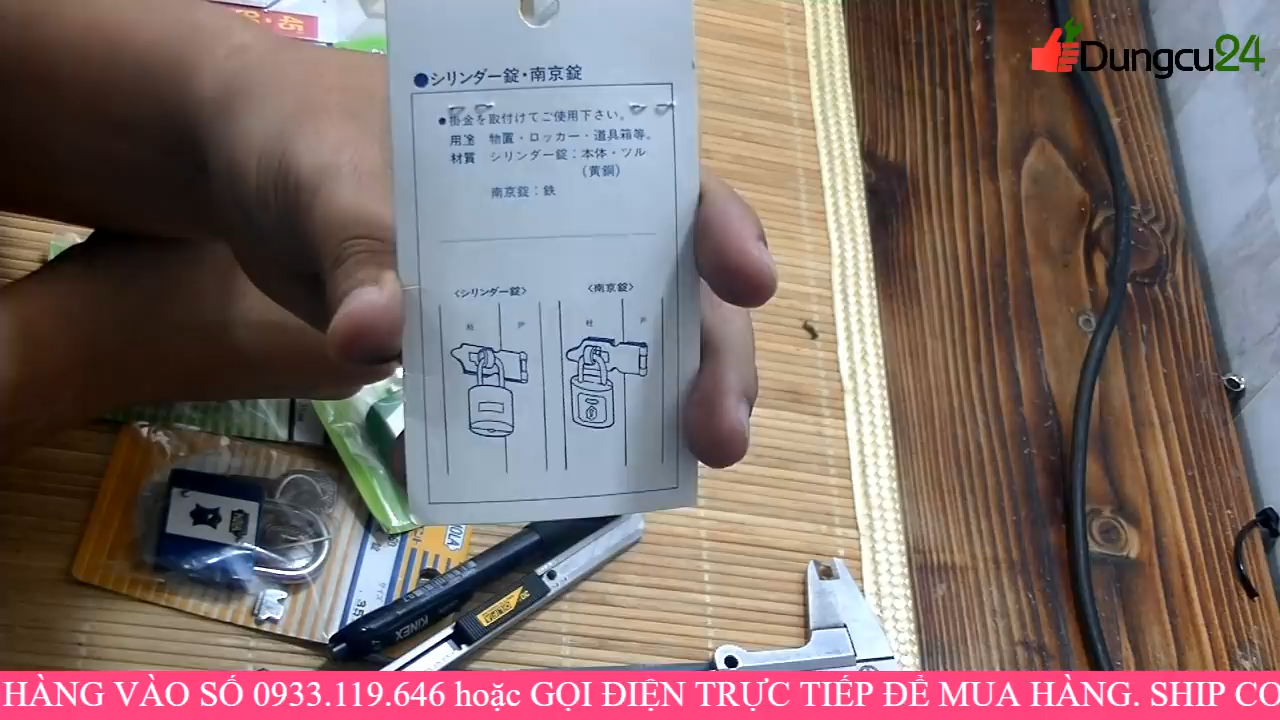 Dungcu24
●シリンダー錠・南京錠
●掛金を取付けてご使用下さい。
用途 物置・ロッカー・道具箱等。
材質 シリンダー錠:本体・ツル
(黄銅)
南京錠:鉄
<シリンダー錠> <南京錠>
柱 戸 柱 戸
KINEX
HÀNG VÀO SỐ 0933.119.646 hoặc GỌI ĐIỆN TRỰC TIẾP ĐỂ MUA HÀNG. SHIP CO